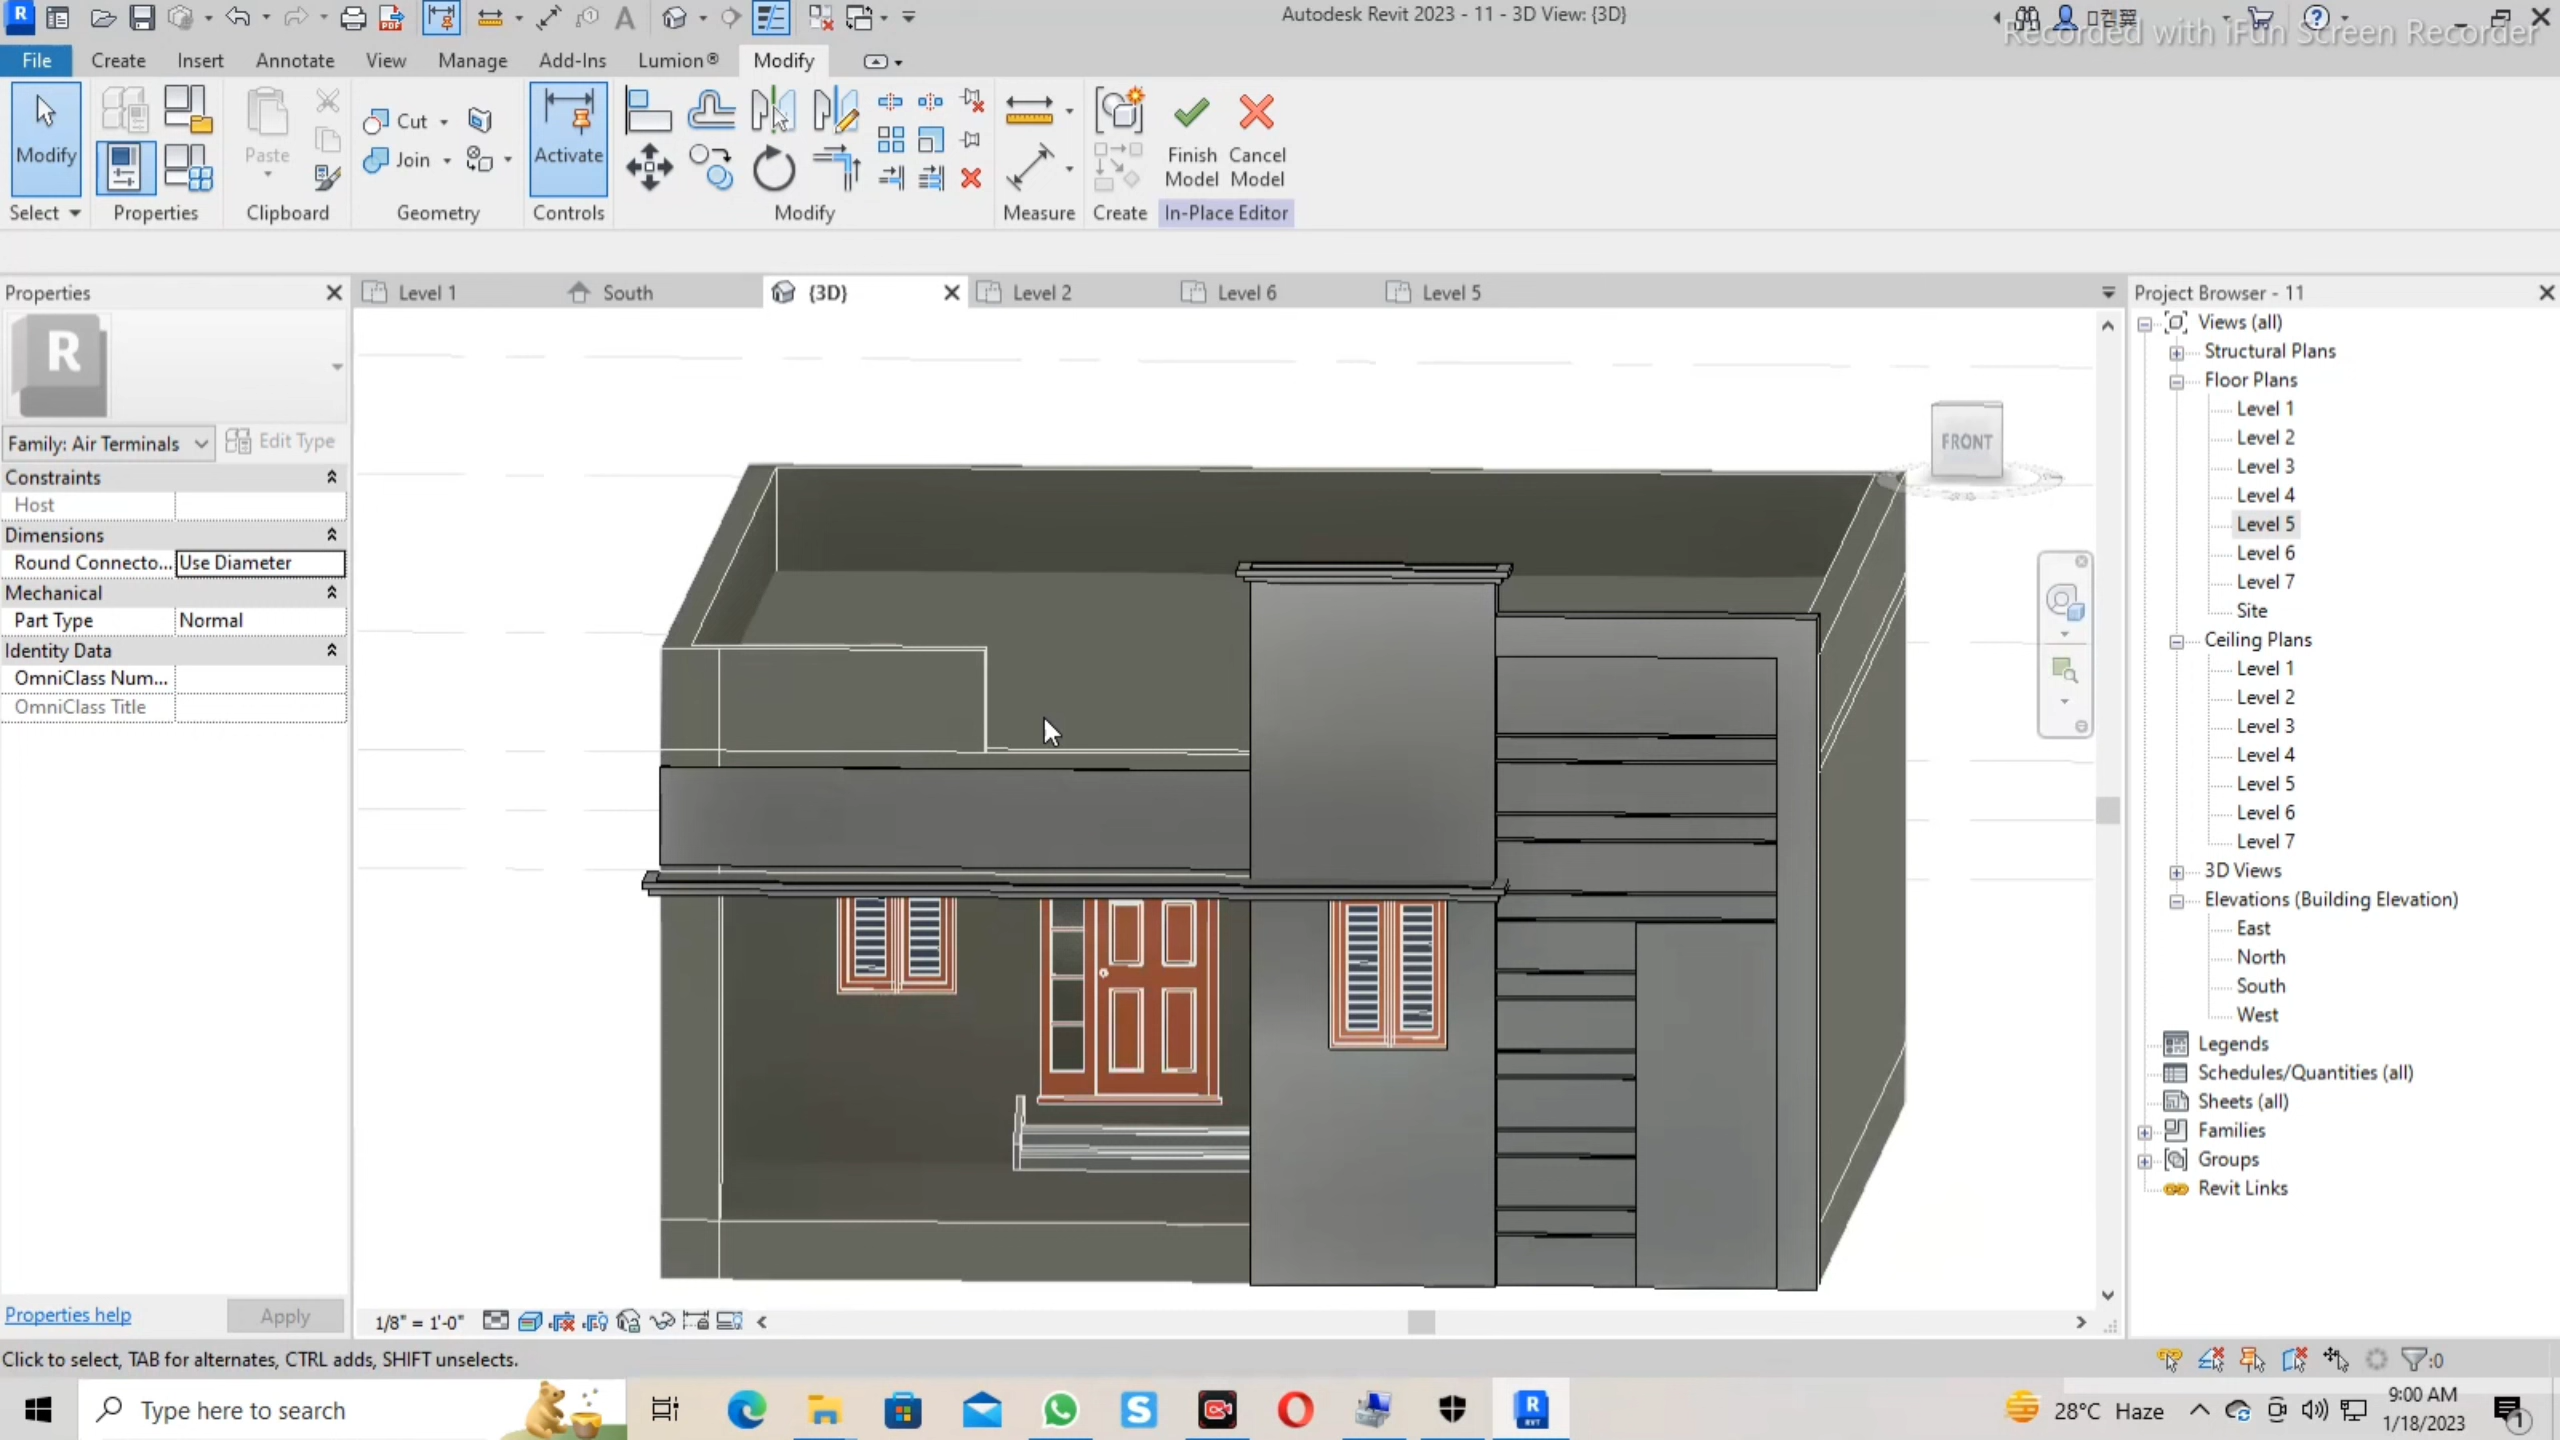 Autodesk Revit 2023 - 11 - 3D View: {3D}
Recorded with iFun Screen Recorder
File Create Insert Annotate View Manage Add-Ins Lumion® Modify
Modify
Paste
Cut
Join
Activate
Finish Model
Cancel Model
Select Properties Clipboard Geometry Controls Modify Measure Create In-Place Editor
Properties
Level 1
South
{3D}
Level 2
Level 6
Level 5
Project Browser - 11
R
Family: Air Terminals
Edit Type
Constraints
Host
Dimensions
Round Connecto... Use Diameter
Mechanical
Part Type Normal
Identity Data
OmniClass Num...
OmniClass Title
Properties help
Apply
FRONT
Views (all)
Structural Plans
Floor Plans
Level 1
Level 2
Level 3
Level 4
Level 5
Level 6
Level 7
Site
Ceiling Plans
Level 1
Level 2
Level 3
Level 4
Level 5
Level 6
Level 7
3D Views
Elevations (Building Elevation)
East
North
South
West
Legends
Schedules/Quantities (all)
Sheets (all)
Families
Groups
Revit Links
1/8" = 1'-0"
Click to select, TAB for alternates, CTRL adds, SHIFT unselects.
:0
Type here to search
28°C Haze
9:00 AM
1/18/2023
1